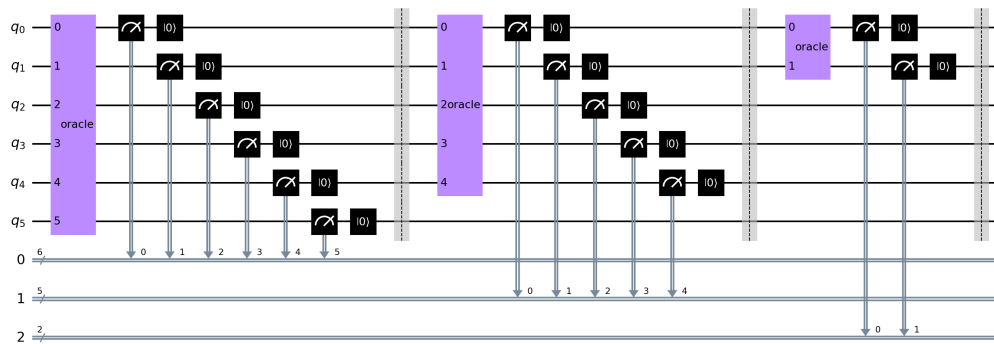 q0 0 |0⟩ 0 |0⟩ 0 |0⟩
oracle
q1 1 |0⟩ 1 |0⟩ 1 |0⟩
q2 2 |0⟩ 2oracle |0⟩
oracle
q3 3 |0⟩ 3 |0⟩
q4 4 |0⟩ 4 |0⟩
q5 5 |0⟩
0 6 0 1 2 3 4 5
1 5 0 1 2 3 4
2 2 0 1